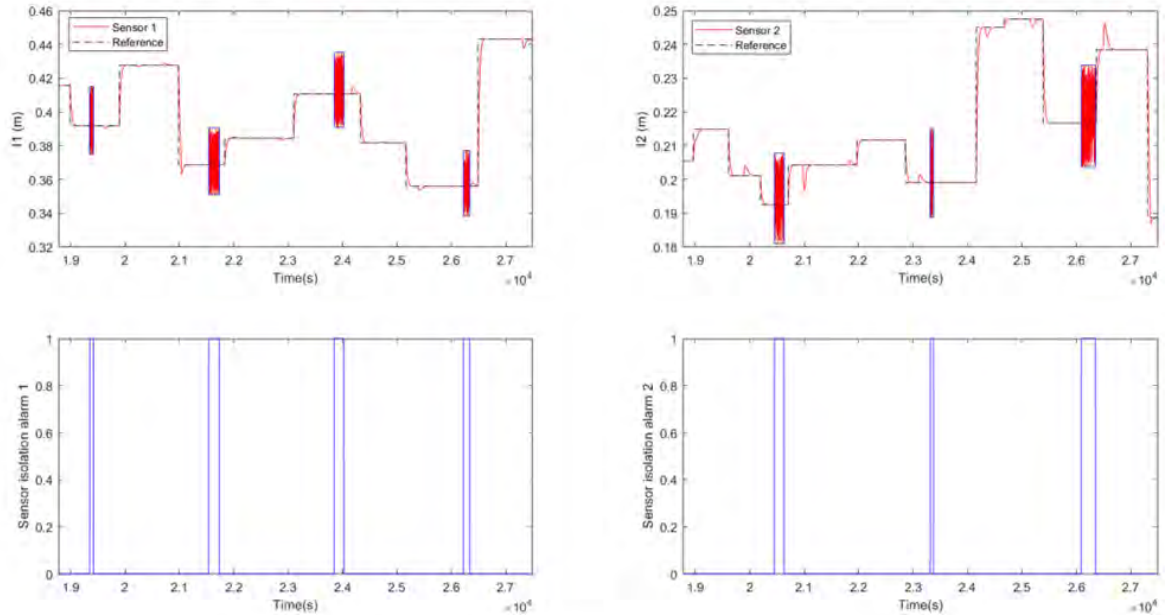 0.46
0.44
0.42
0.4
0.38
0.36
0.34
0.32
l1 (m)
Sensor 1
Reference
1.9 2 2.1 2.2 2.3 2.4 2.5 2.6 2.7
Time(s)
×10⁴
0.25
0.24
0.23
0.22
0.21
0.2
0.19
0.18
l2 (m)
Sensor 2
Reference
1.9 2 2.1 2.2 2.3 2.4 2.5 2.6 2.7
Time(s)
×10⁴
1
0.8
0.6
0.4
0.2
0
Sensor isolation alarm 1
1.9 2 2.1 2.2 2.3 2.4 2.5 2.6 2.7
Time(s)
×10⁴
1
0.8
0.6
0.4
0.2
0
Sensor isolation alarm 2
1.9 2 2.1 2.2 2.3 2.4 2.5 2.6 2.7
Time(s)
×10⁴